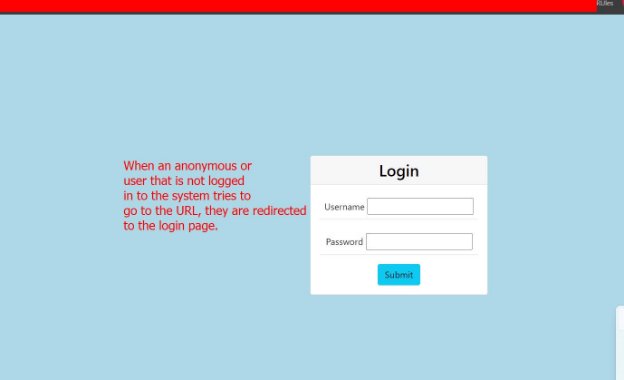 RUles
Login
When an anonymous or
user that is not logged
in to the system tries to
go to the URL, they are redirected
to the login page.
Username
Password
Submit